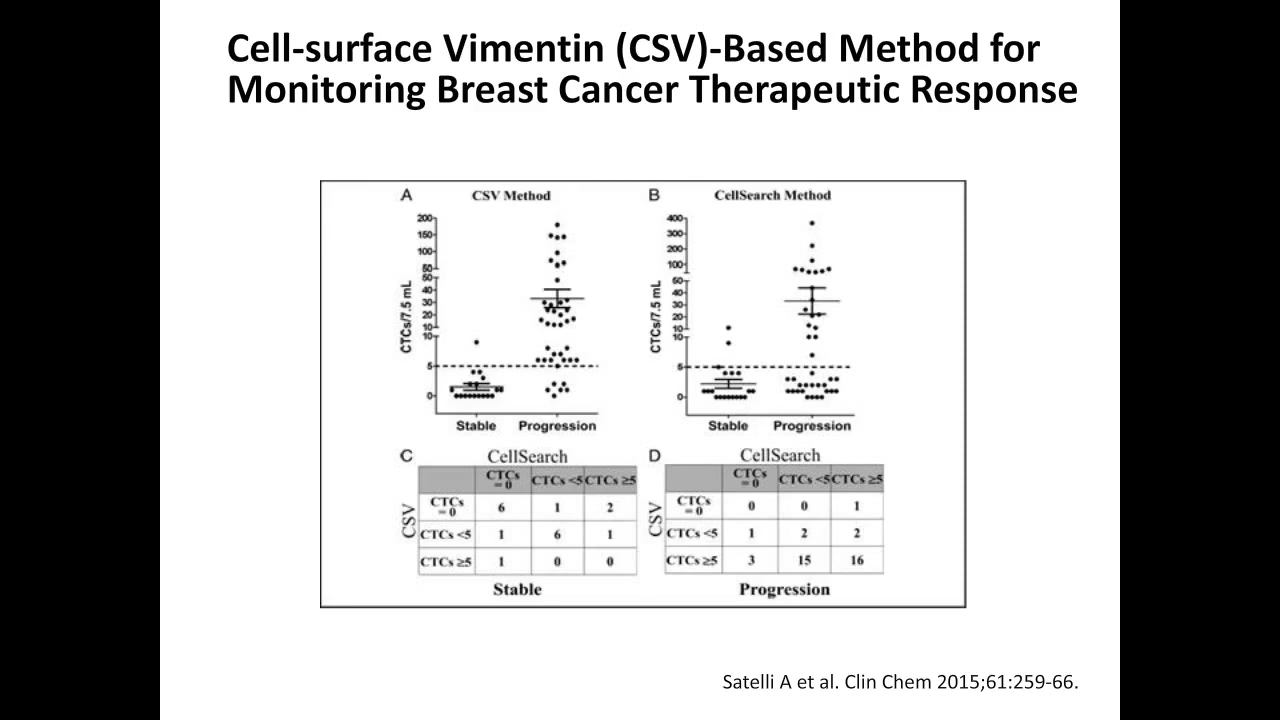 Cell-surface Vimentin (CSV)-Based Method for
Monitoring Breast Cancer Therapeutic Response
A
CSV Method
CTCs/7.5 mL
200
150
100
50
50
40
30
20
10
10
5
0
Stable
Progression
B
CellSearch Method
CTCs/7.5 mL
400
300
200
100
50
40
30
20
10
10
5
0
Stable
Progression
C
CellSearch
CSV
CTCs = 0 CTCs <5 CTCs ≥5
CTCs = 0 6 1 2
CTCs <5 1 6 1
CTCs ≥5 1 0 0
Stable
D
CellSearch
CSV
CTCs = 0 CTCs <5 CTCs ≥5
CTCs = 0 0 0 1
CTCs <5 1 2 2
CTCs ≥5 3 15 16
Progression
Satelli A et al. Clin Chem 2015;61:259-66.